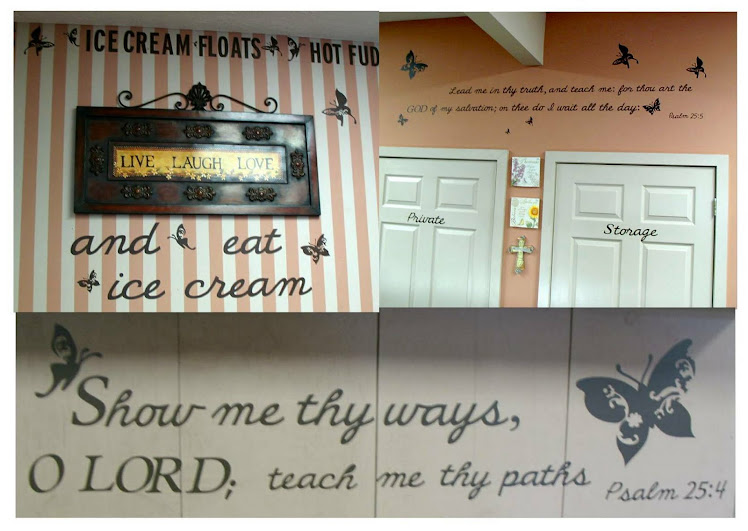 ICE CREAM FLOATS HOT FUD
LIVE LAUGH LOVE
and eat
ice cream
Lead me in thy truth, and teach me: for thou art the
GOD of my salvation; on thee do I wait all the day:
Psalm 25:5
Private
Storage
Show me thy ways,
O LORD; teach me thy paths
Psalm 25:4